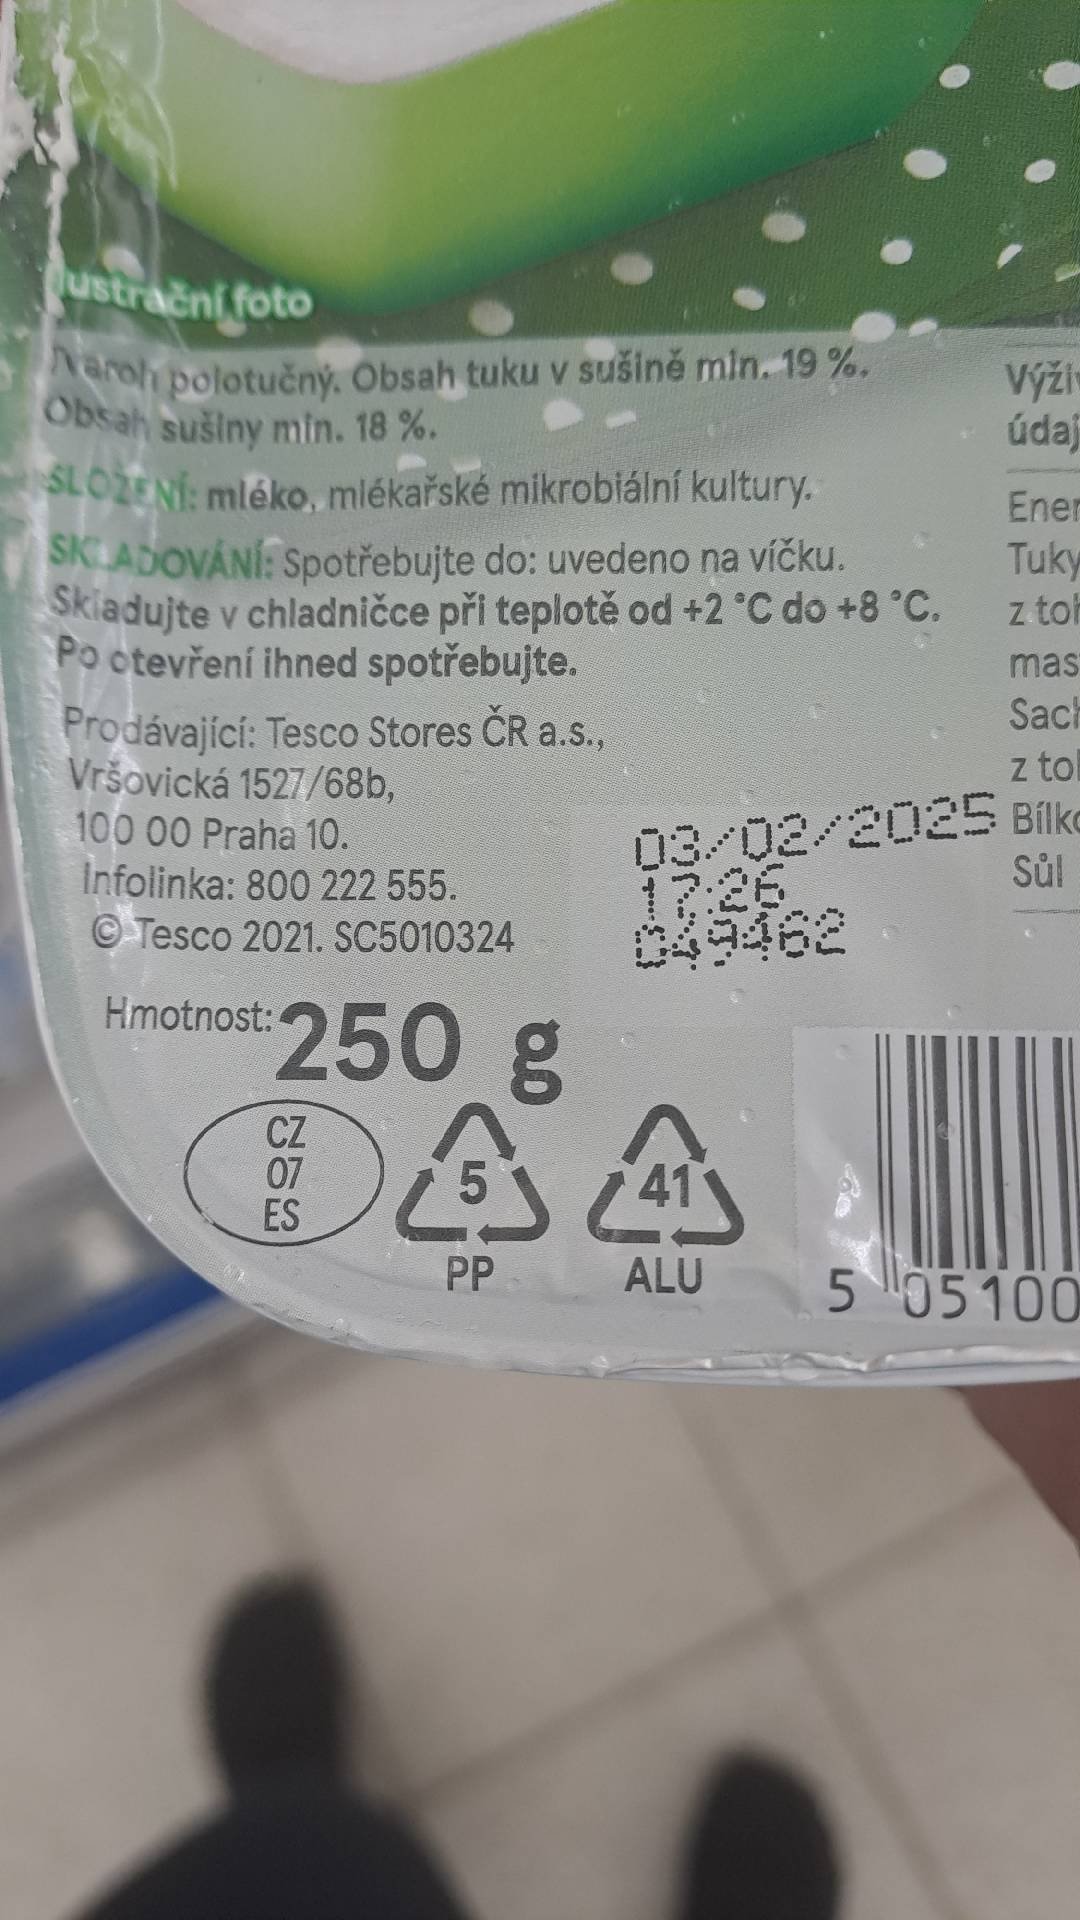 lustrační foto
Tvaroh polotučný. Obsah tuku v sušině min. 19 %.
Obsah sušiny min. 18 %.
SLOŽENÍ: mléko, mlékařské mikrobiální kultury.
SKLADOVÁNÍ: Spotřebujte do: uvedeno na víčku.
Skladujte v chladničce při teplotě od +2 °C do +8 °C.
Po otevření ihned spotřebujte.
Prodávající: Tesco Stores ČR a.s.,
Vršovická 1527/68b,
100 00 Praha 10.
Infolinka: 800 222 555.
© Tesco 2021. SC5010324
03/02/2025
17:26
049462
Hmotnost: 250 g
CZ
07
ES
5
PP
41
ALU
5 05100
Výživ
údaj
Ener
Tuky
z toh
mas
Sach
z toh
Bílko
Sůl